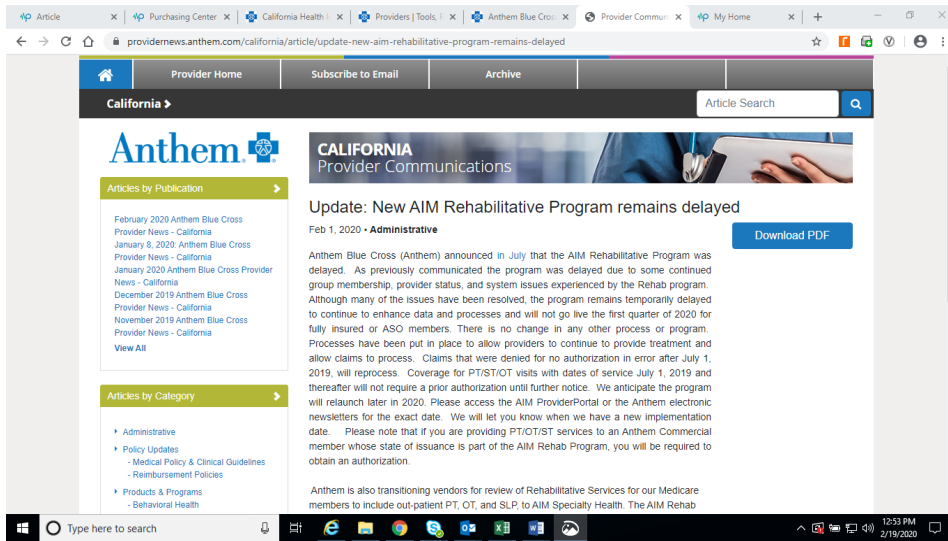 Article
Purchasing Center
California Health
Providers | Tools,
Anthem Blue Cros
Provider Commun
My Home
providernews.anthem.com/california/article/update-new-aim-rehabilitative-program-remains-delayed
Provider Home
Subscribe to Email
Archive
California
Article Search
Anthem
CALIFORNIA
Provider Communications
Articles by Publication
February 2020 Anthem Blue Cross
Provider News - California
January 8, 2020: Anthem Blue Cross
Provider News - California
January 2020 Anthem Blue Cross Provider
News - California
December 2019 Anthem Blue Cross
Provider News - California
November 2019 Anthem Blue Cross
Provider News - California
View All
Articles by Category
Administrative
Policy Updates
- Medical Policy & Clinical Guidelines
- Reimbursement Policies
Products & Programs
- Behavioral Health
Update: New AIM Rehabilitative Program remains delayed
Feb 1, 2020 • Administrative
Download PDF
Anthem Blue Cross (Anthem) announced in July that the AIM Rehabilitative Program was
delayed. As previously communicated the program was delayed due to some continued
group membership, provider status, and system issues experienced by the Rehab program.
Although many of the issues have been resolved, the program remains temporarily delayed
to continue to enhance data and processes and will not go live the first quarter of 2020 for
fully insured or ASO members. There is no change in any other process or program.
Processes have been put in place to allow providers to continue to provide treatment and
allow claims to process. Claims that were denied for no authorization in error after July 1,
2019, will reprocess. Coverage for PT/ST/OT visits with dates of service July 1, 2019 and
thereafter will not require a prior authorization until further notice. We anticipate the program
will relaunch later in 2020. Please access the AIM ProviderPortal or the Anthem electronic
newsletters for the exact date. We will let you know when we have a new implementation
date. Please note that if you are providing PT/OT/ST services to an Anthem Commercial
member whose state of issuance is part of the AIM Rehab Program, you will be required to
obtain an authorization.
Anthem is also transitioning vendors for review of Rehabilitative Services for our Medicare
members to include out-patient PT, OT, and SLP, to AIM Specialty Health. The AIM Rehab
Type here to search
12:53 PM
2/19/2020